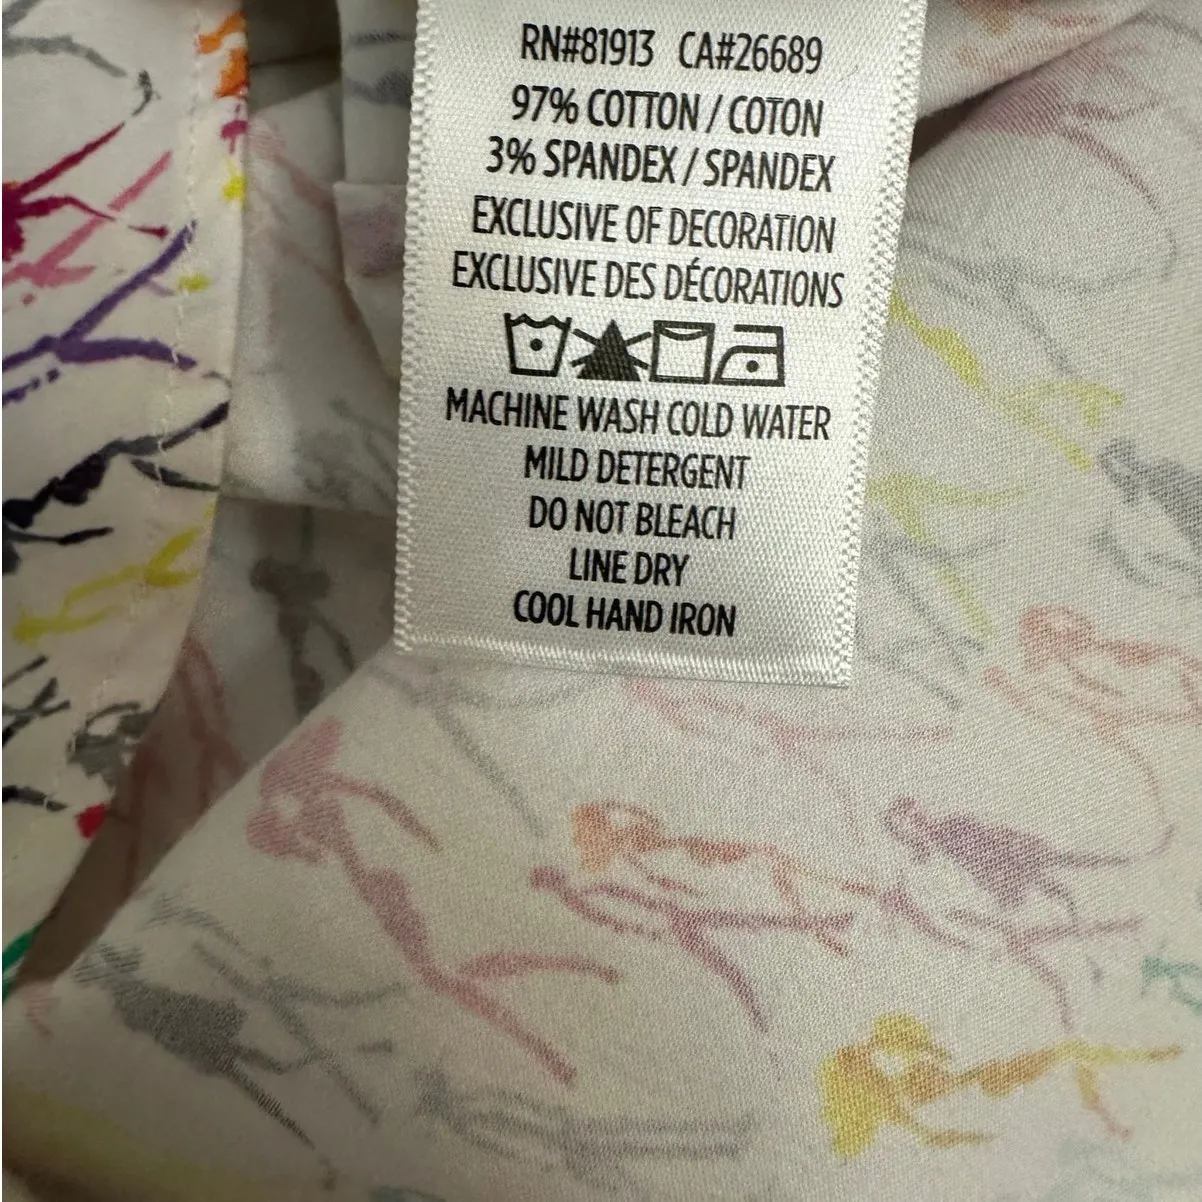 RN#81913 CA#26689
97% COTTON / COTON
3% SPANDEX / SPANDEX
EXCLUSIVE OF DECORATION
EXCLUSIVE DES DÉCORATIONS
MACHINE WASH COLD WATER
MILD DETERGENT
DO NOT BLEACH
LINE DRY
COOL HAND IRON